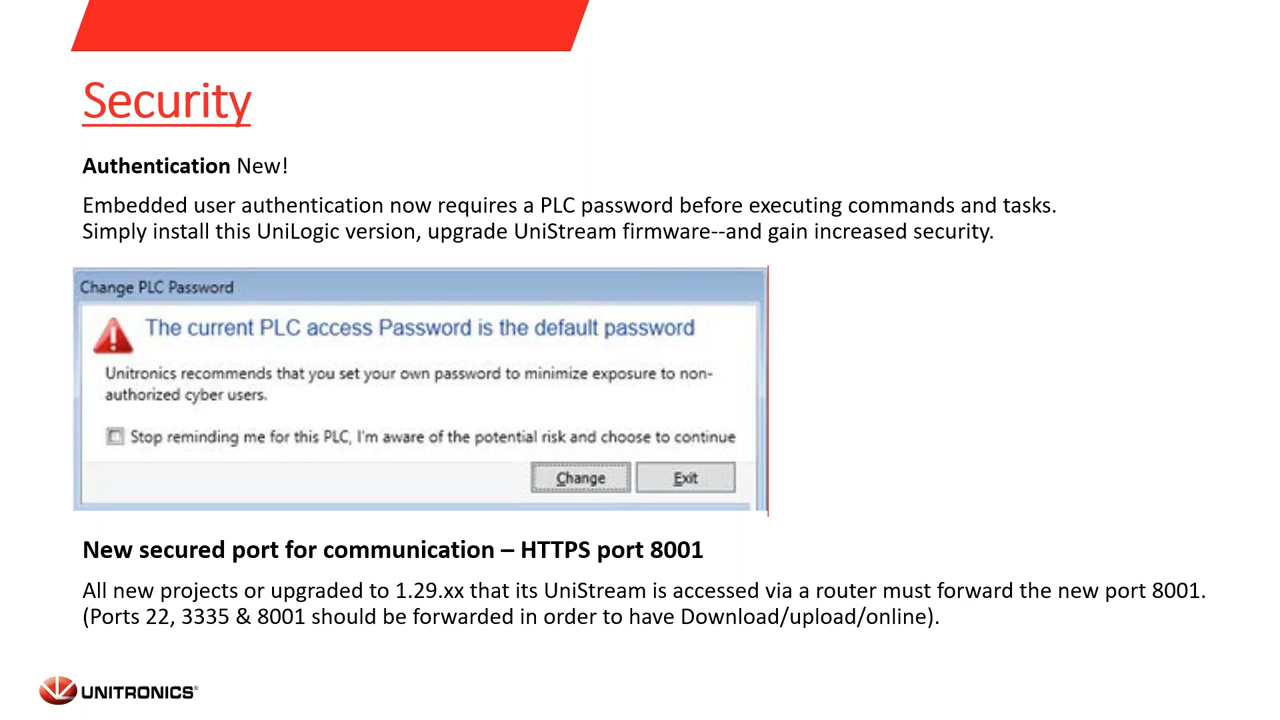 Security
Authentication New!
Embedded user authentication now requires a PLC password before executing commands and tasks.
Simply install this UniLogic version, upgrade UniStream firmware--and gain increased security.
Change PLC Password
The current PLC access Password is the default password
Unitronics recommends that you set your own password to minimize exposure to non-
authorized cyber users.
Stop reminding me for this PLC, I'm aware of the potential risk and choose to continue
Change Exit
New secured port for communication – HTTPS port 8001
All new projects or upgraded to 1.29.xx that its UniStream is accessed via a router must forward the new port 8001.
(Ports 22, 3335 & 8001 should be forwarded in order to have Download/upload/online).
UNITRONICS®